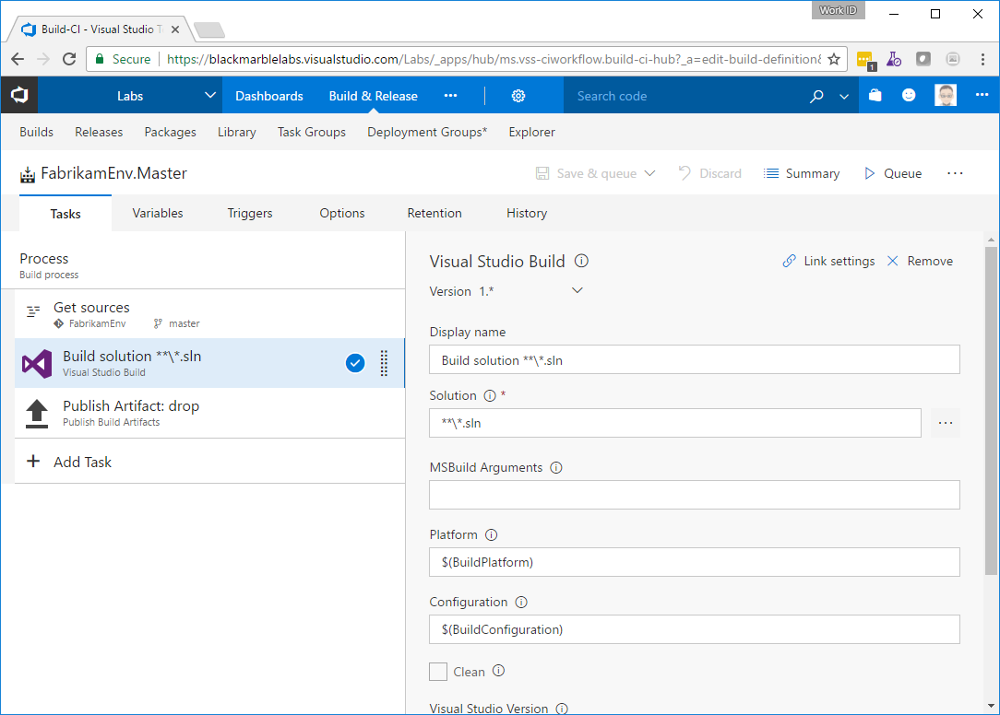 Work ID
Build-CI - Visual Studio T
Secure
https://blackmarblelabs.visualstudio.com/Labs/_apps/hub/ms.vss-ciworkflow.build-ci-hub?_a=edit-build-definition&
1
Labs
Dashboards
Build & Release
Search code
Builds
Releases
Packages
Library
Task Groups
Deployment Groups*
Explorer
FabrikamEnv.Master
Save & queue
Discard
Summary
Queue
Tasks
Variables
Triggers
Options
Retention
History
Process
Build process
Get sources
FabrikamEnv
master
Build solution **\*.sln
Visual Studio Build
Publish Artifact: drop
Publish Build Artifacts
Add Task
Visual Studio Build
Link settings
Remove
Version 1.*
Display name
Build solution **\*.sln
Solution *
**\*.sln
MSBuild Arguments
Platform
$(BuildPlatform)
Configuration
$(BuildConfiguration)
Clean
Visual Studio Version